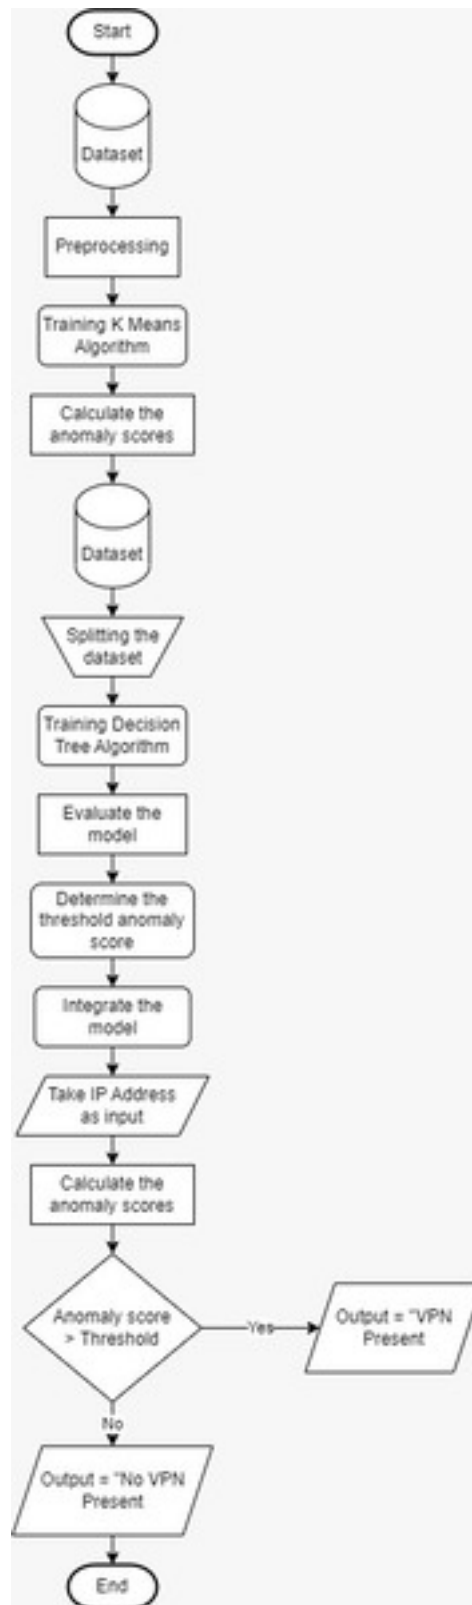 Start
Dataset
Preprocessing
Training K Means
Algorithm
Calculate the
anomaly scores
Dataset
Splitting the
dataset
Training Decision
Tree Algorithm
Evaluate the
model
Determine the
threshold anomaly
score
Integrate the
model
Take IP Address
as input
Calculate the
anomaly scores
Anomaly score
> Threshold
Yes
Output = "VPN
Present
No
Output = "No VPN
Present
End